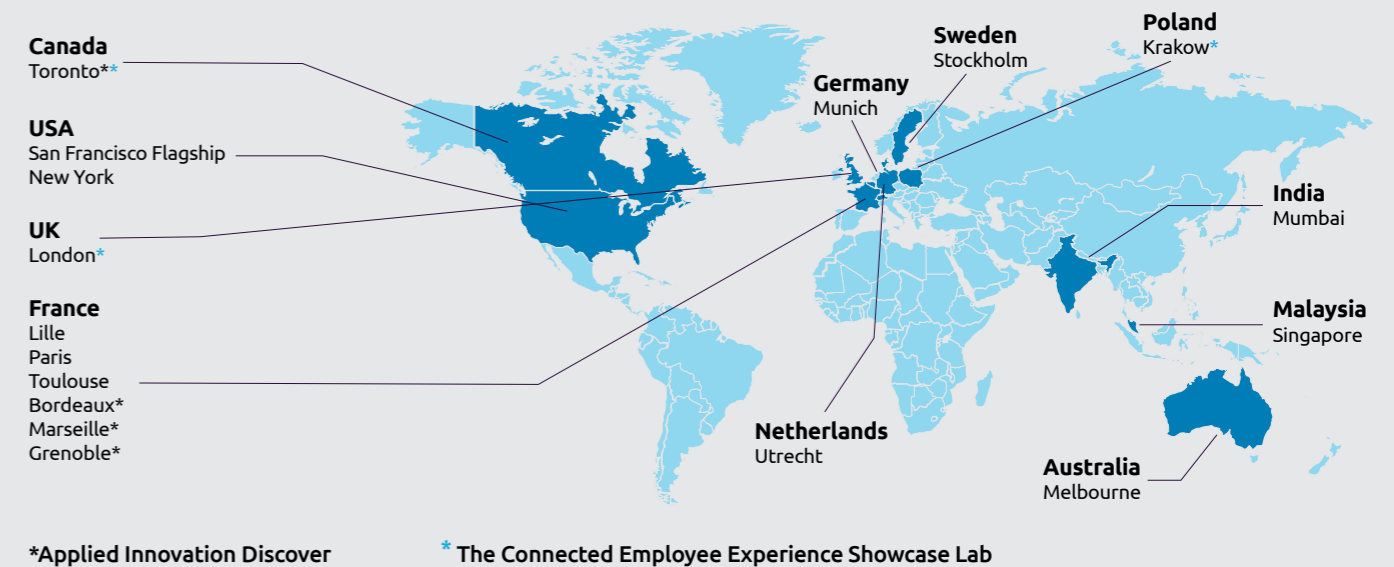 Canada
Toronto**
USA
San Francisco Flagship
New York
UK
London*
France
Lille
Paris
Toulouse
Bordeaux*
Marseille*
Grenoble*
Germany
Munich
Sweden
Stockholm
Poland
Krakow*
India
Mumbai
Malaysia
Singapore
Netherlands
Utrecht
Australia
Melbourne
*Applied Innovation Discover
* The Connected Employee Experience Showcase Lab